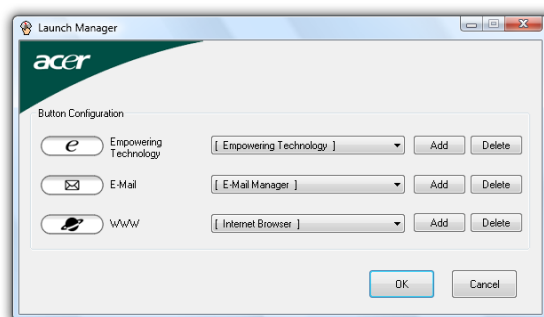 Launch Manager
acer
Button Configuration
e Empowering Technology [ Empowering Technology ] Add Delete
E-Mail [ E-Mail Manager ] Add Delete
WWW [ Internet Browser ] Add Delete
OK Cancel